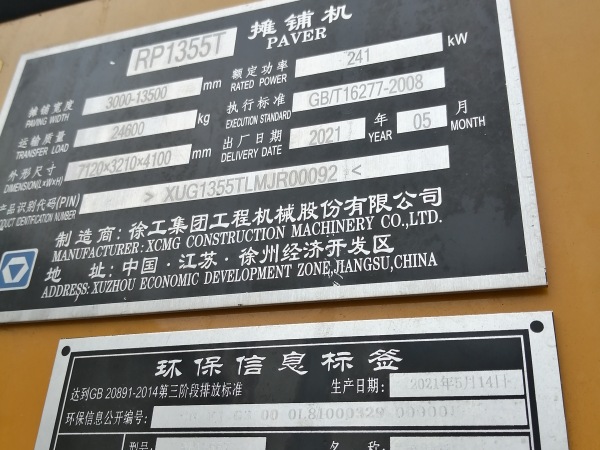 RP1355T 摊铺机
PAVER
摊铺宽度 3000-13500 mm 额定功率 241 kW
PAVING WIDTH RATED POWER
运输质量 24600 kg 执行标准 GB/T16277-2008
TRANSFER LOAD EXECUTION STANDARD
外形尺寸 7120×3210×4100 mm 出厂日期 2021 年 05 月
DIMENSION(L×W×H) DELIVERY DATE YEAR MONTH
产品识别代码(PIN) > XUG1355TLMJR00092 <
DUCT IDENTIFICATION NUMBER
制造商:徐工集团工程机械股份有限公司
MANUFACTURER:XCMG CONSTRUCTION MACHINERY CO.,LTD.
地 址:中国·江苏·徐州经济开发区
ADDRESS:XUZHOU ECONOMIC DEVELOPMENT ZONE,JIANGSU,CHINA
环保信息标签
达到GB 20891-2014第三阶段排放标准 生产日期: 2021年5月14日
环保信息公开编号:
型号: 名 称: